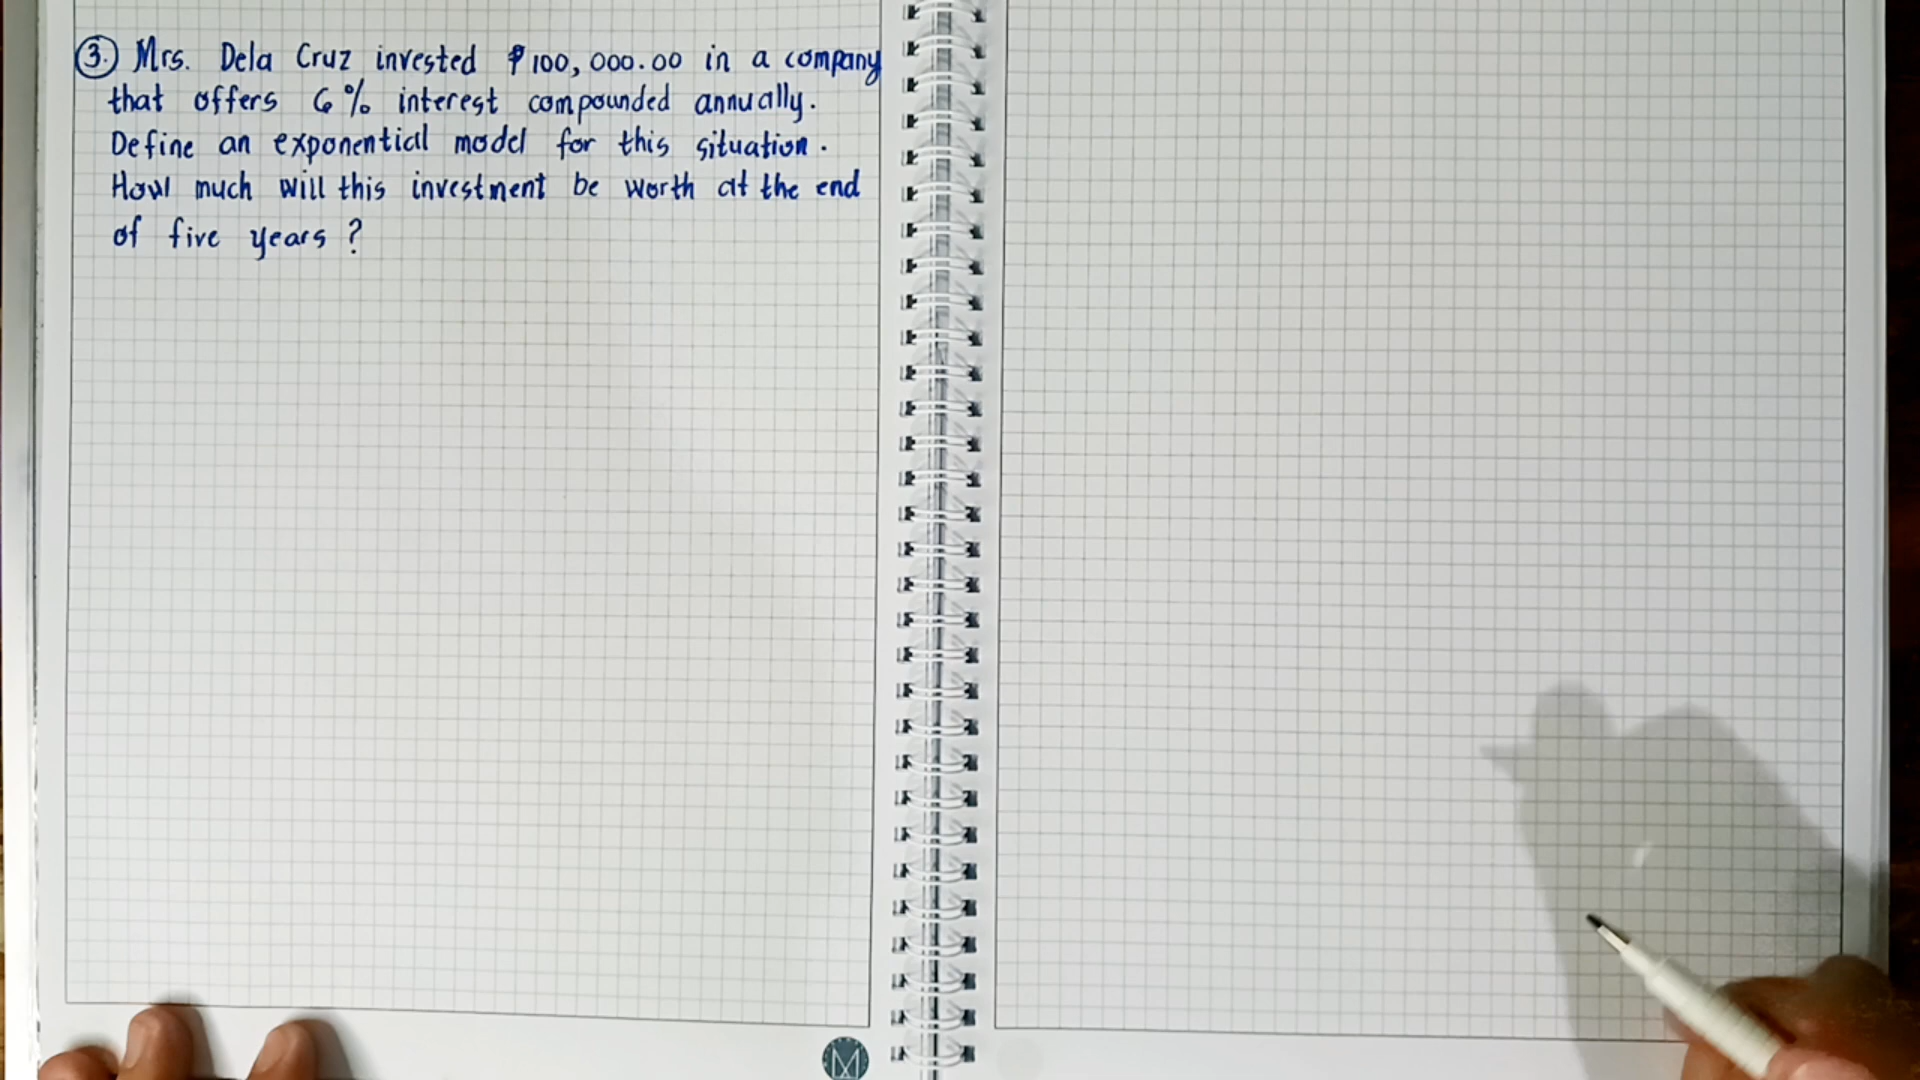 3. Mrs. Dela Cruz invested ₱100,000.00 in a company
that offers 6% interest compounded annually.
Define an exponential model for this situation.
How much will this investment be worth at the end
of five years?